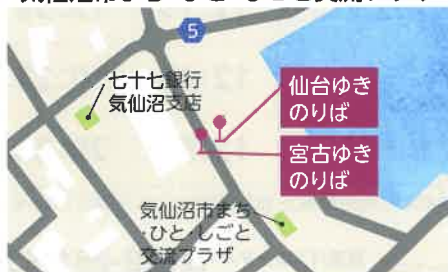 5
七十七銀行
気仙沼支店
仙台ゆき
のりば
宮古ゆき
のりば
気仙沼市まち
・ひと・しごと
交流プラザ